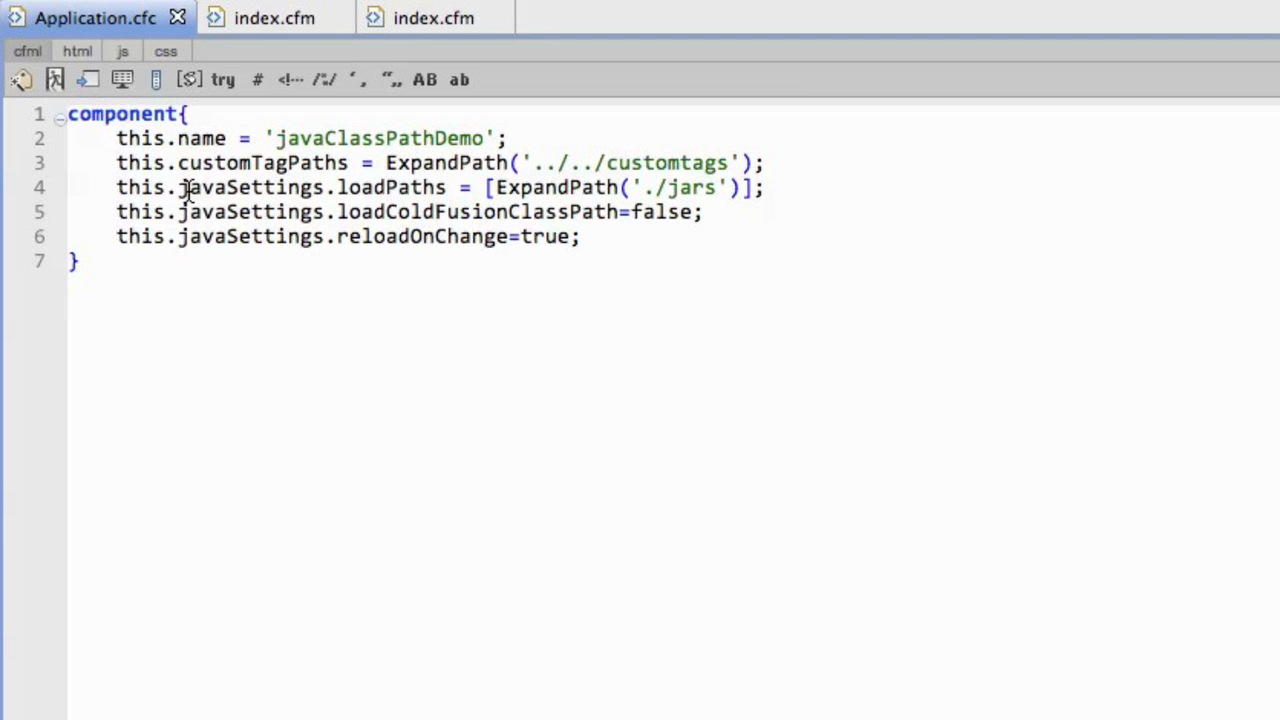 Application.cfc index.cfm index.cfm
cfml html js css
try # <!-- /*/ ‘, “,, AB ab
1 component{
2 this.name = 'javaClassPathDemo';
3 this.customTagPaths = ExpandPath('../../customtags');
4 this.javaSettings.loadPaths = [ExpandPath('./jars')];
5 this.javaSettings.loadColdFusionClassPath=false;
6 this.javaSettings.reloadOnChange=true;
7 }